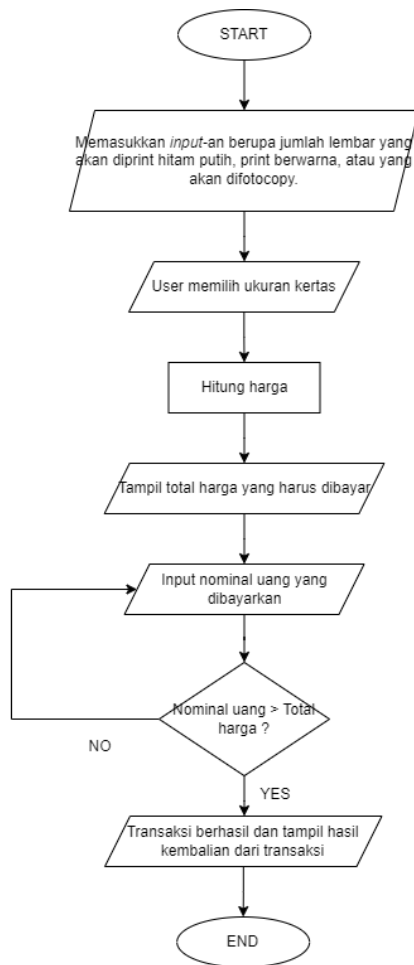 START
Memasukkan input-an berupa jumlah lembar yang
akan diprint hitam putih, print berwarna, atau yang
akan difotocopy.
User memilih ukuran kertas
Hitung harga
Tampil total harga yang harus dibayar
Input nominal uang yang
dibayarkan
Nominal uang > Total
harga ?
NO
YES
Transaksi berhasil dan tampil hasil
kembalian dari transaksi
END